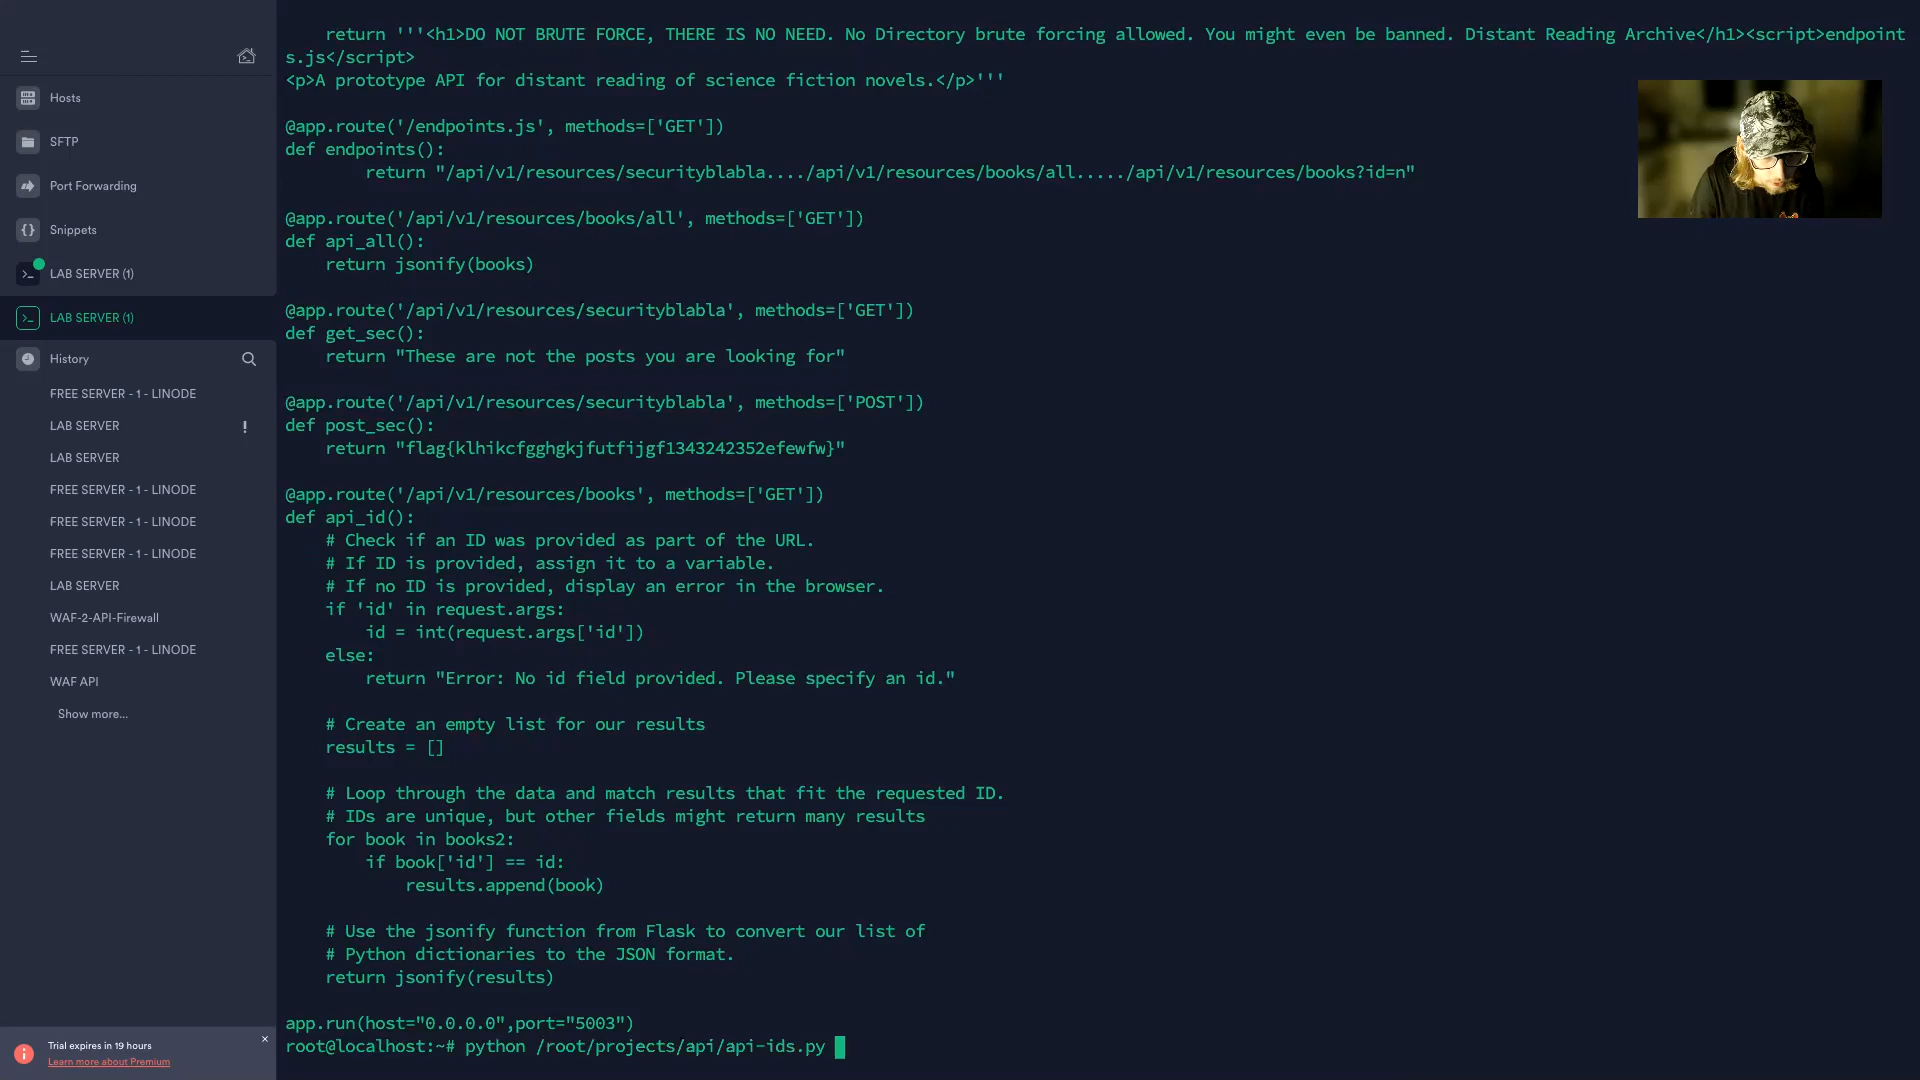 Hosts
SFTP
Port Forwarding
Snippets
LAB SERVER (1)
LAB SERVER (1)
History
FREE SERVER - 1 - LINODE
LAB SERVER
!
LAB SERVER
FREE SERVER - 1 - LINODE
FREE SERVER - 1 - LINODE
FREE SERVER - 1 - LINODE
LAB SERVER
WAF-2-API-Firewall
FREE SERVER - 1 - LINODE
WAF API
Show more...
Trial expires in 19 hours
Learn more about Premium
    return '''<h1>DO NOT BRUTE FORCE, THERE IS NO NEED. No Directory brute forcing allowed. You might even be banned. Distant Reading Archive</h1><script>endpoint
s.js</script>
<p>A prototype API for distant reading of science fiction novels.</p>'''
@app.route('/endpoints.js', methods=['GET'])
def endpoints():
        return "/api/v1/resources/securityblabla..../api/v1/resources/books/all...../api/v1/resources/books?id=n"
@app.route('/api/v1/resources/books/all', methods=['GET'])
def api_all():
    return jsonify(books)
@app.route('/api/v1/resources/securityblabla', methods=['GET'])
def get_sec():
    return "These are not the posts you are looking for"
@app.route('/api/v1/resources/securityblabla', methods=['POST'])
def post_sec():
    return "flag{klhikcfgghgkjfutfijgf1343242352efewfw}"
@app.route('/api/v1/resources/books', methods=['GET'])
def api_id():
    # Check if an ID was provided as part of the URL.
    # If ID is provided, assign it to a variable.
    # If no ID is provided, display an error in the browser.
    if 'id' in request.args:
        id = int(request.args['id'])
    else:
        return "Error: No id field provided. Please specify an id."
    # Create an empty list for our results
    results = []
    # Loop through the data and match results that fit the requested ID.
    # IDs are unique, but other fields might return many results
    for book in books2:
        if book['id'] == id:
            results.append(book)
    # Use the jsonify function from Flask to convert our list of
    # Python dictionaries to the JSON format.
    return jsonify(results)
app.run(host="0.0.0.0",port="5003")
root@localhost:~# python /root/projects/api/api-ids.py